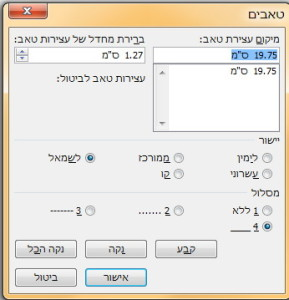 טאבים
מיקום עצירת טאב:
ברירת מחדל של עצירות טאב:
19.75 ס"מ
1.27 ס"מ
19.75 ס"מ
עצירות טאב לביטול:
יישור
לימין
ממורכז
לשמאל
עשרוני
קו
מסלול
1 ללא
2 .......
3 -------
4 ____
קבע
נקה
נקה הכל
אישור
ביטול